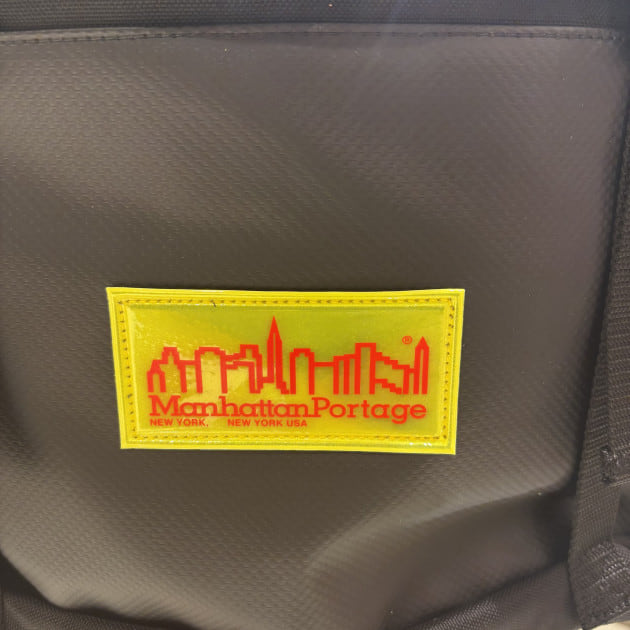 ®
ManhattanPortage
NEW YORK, NEW YORK USA